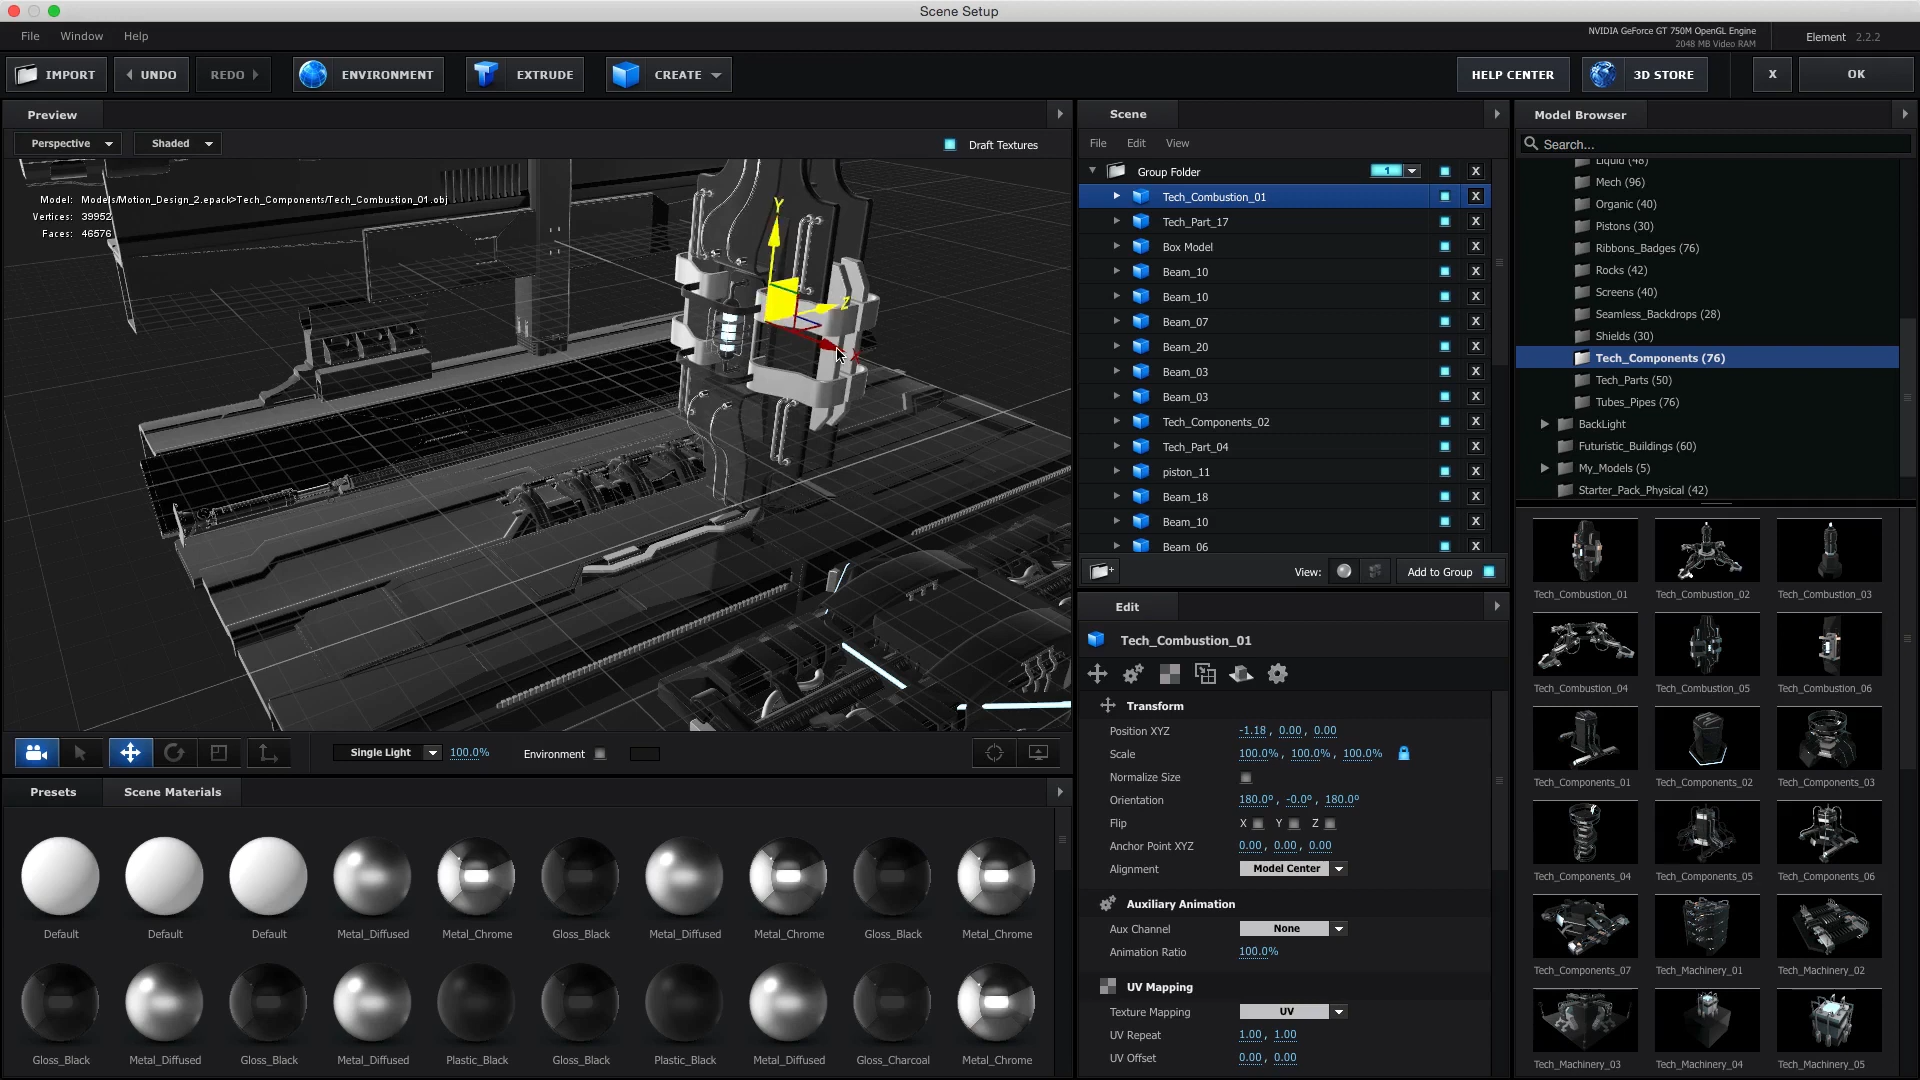 Scene Setup
File Window Help
NVIDIA GeForce GT 750M OpenGL Engine
2048 MB Video RAM
Element 2.2.2
IMPORT UNDO REDO ENVIRONMENT EXTRUDE CREATE HELP CENTER 3D STORE X OK
Preview
Perspective Shaded Draft Textures
Model: Models/Motion_Design_2.epack>Tech_Components/Tech_Combustion_01.obj
Vertices: 39952
Faces: 46576
Y
Z
X
Single Light 100.0% Environment
Presets Scene Materials
Default Default Default Metal_Diffused Metal_Chrome Gloss_Black Metal_Diffused Metal_Chrome Gloss_Black Metal_Chrome
Gloss_Black Metal_Diffused Gloss_Black Metal_Diffused Plastic_Black Gloss_Black Plastic_Black Metal_Diffused Gloss_Charcoal Metal_Chrome
Scene
File Edit View
Group Folder 1 X
Tech_Combustion_01 X
Tech_Part_17 X
Box Model X
Beam_10 X
Beam_10 X
Beam_07 X
Beam_20 X
Beam_03 X
Beam_03 X
Tech_Components_02 X
Tech_Part_04 X
piston_11 X
Beam_18 X
Beam_10 X
Beam_06 X
View: Add to Group
Edit
Tech_Combustion_01
Transform
Position XYZ -1.18, 0.00, 0.00
Scale 100.0%, 100.0%, 100.0%
Normalize Size
Orientation 180.0º, -0.0º, 180.0º
Flip X Y Z
Anchor Point XYZ 0.00, 0.00, 0.00
Alignment Model Center
Auxiliary Animation
Aux Channel None
Animation Ratio 100.0%
UV Mapping
Texture Mapping UV
UV Repeat 1.00, 1.00
UV Offset 0.00, 0.00
Model Browser
Search...
Liquid (48)
Mech (96)
Organic (40)
Pistons (30)
Ribbons_Badges (76)
Rocks (42)
Screens (40)
Seamless_Backdrops (28)
Shields (30)
Tech_Components (76)
Tech_Parts (50)
Tubes_Pipes (76)
BackLight
Futuristic_Buildings (60)
My_Models (5)
Starter_Pack_Physical (42)
Tech_Combustion_01 Tech_Combustion_02 Tech_Combustion_03
Tech_Combustion_04 Tech_Combustion_05 Tech_Combustion_06
Tech_Components_01 Tech_Components_02 Tech_Components_03
Tech_Components_04 Tech_Components_05 Tech_Components_06
Tech_Components_07 Tech_Machinery_01 Tech_Machinery_02
Tech_Machinery_03 Tech_Machinery_04 Tech_Machinery_05